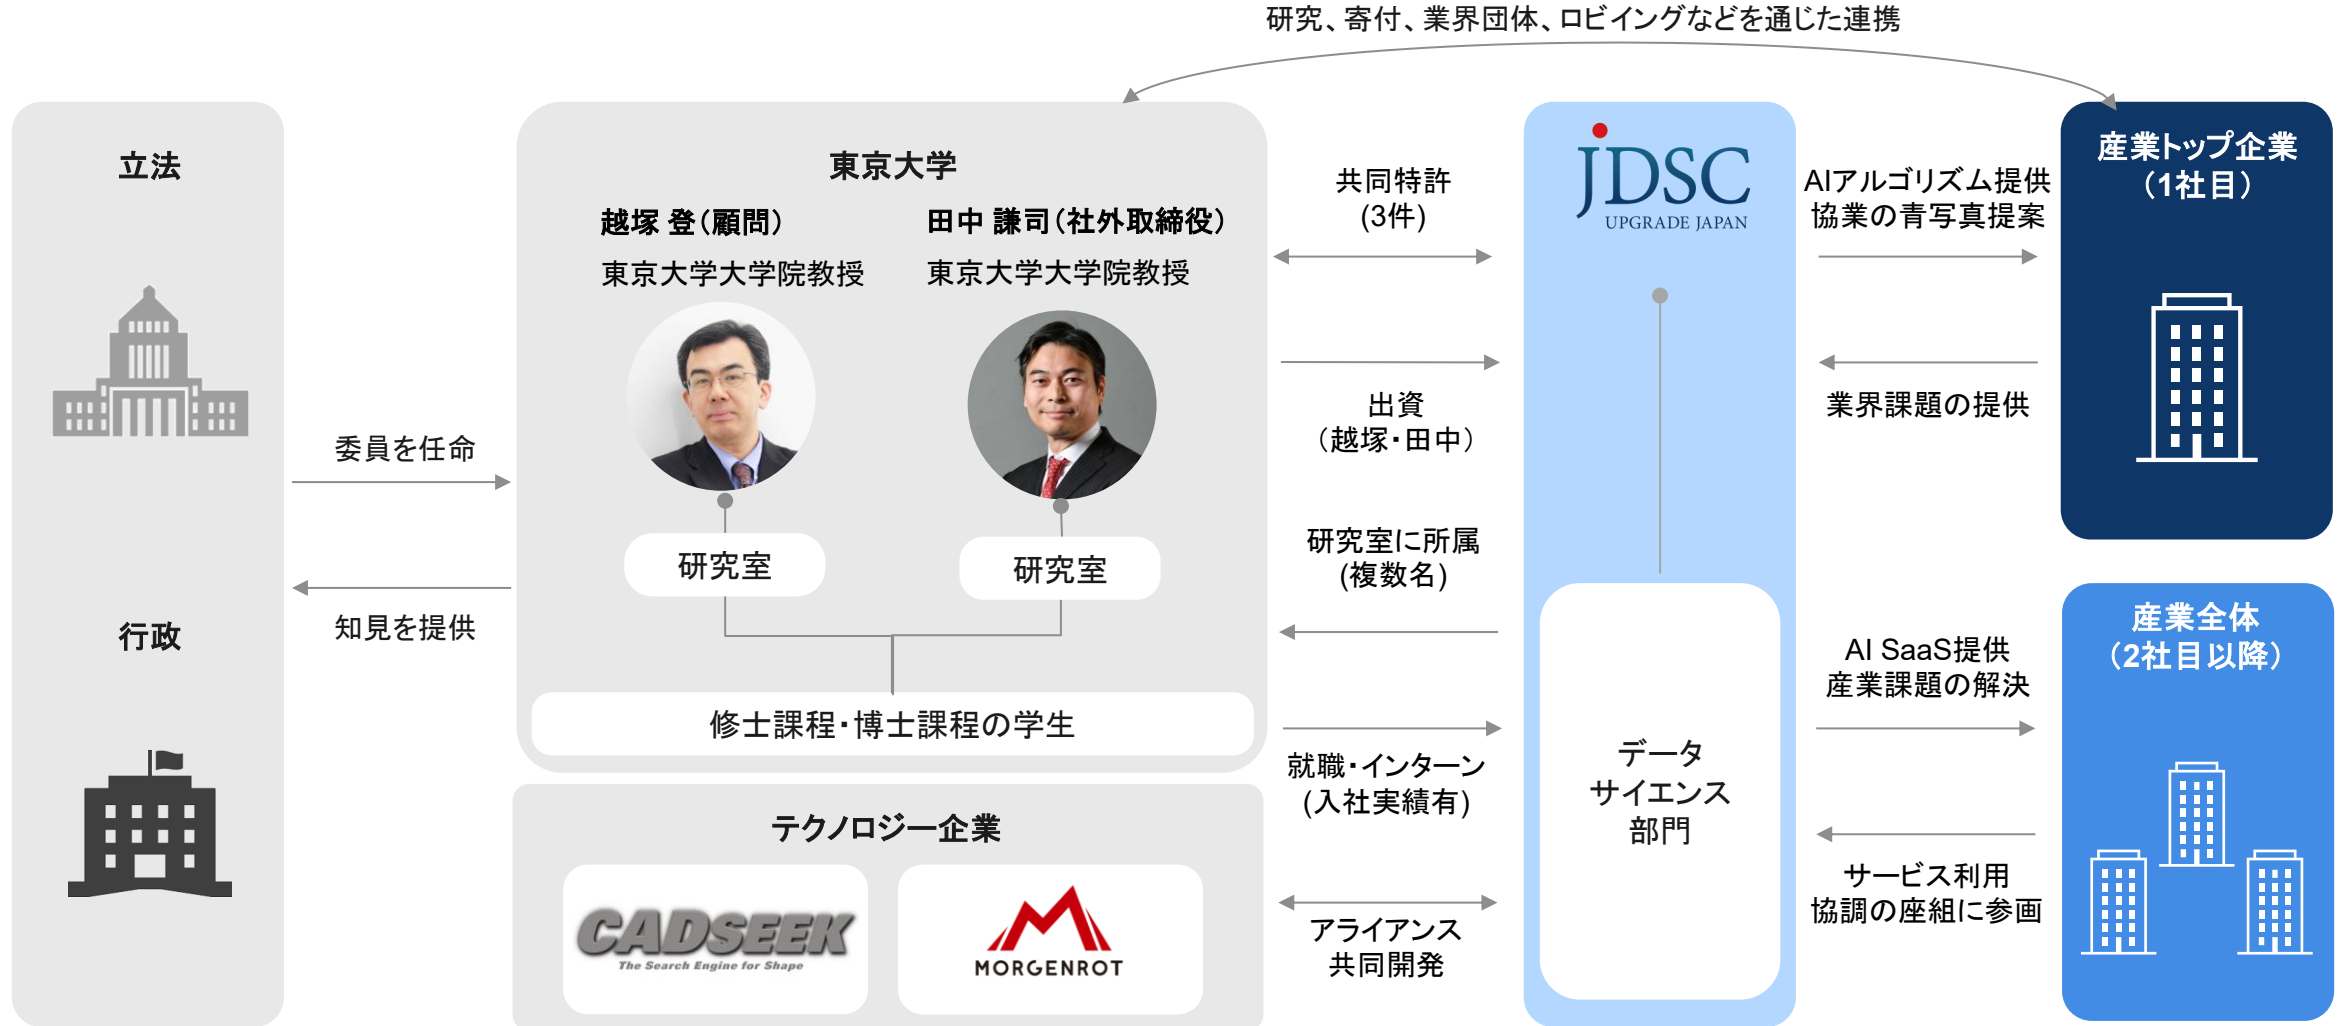 研究、寄付、業界団体、ロビイングなどを通じた連携
立法
行政
委員を任命
知見を提供
東京大学
越塚 登（顧問）
東京大学大学院教授
田中 謙司（社外取締役）
東京大学大学院教授
研究室
研究室
修士課程・博士課程の学生
テクノロジー企業
CADSEEK
The Search Engine for Shape
MORGENROT
共同特許
(3件)
出資
（越塚・田中）
研究室に所属
(複数名)
就職・インターン
(入社実績有)
アライアンス
共同開発
JDSC
UPGRADE JAPAN
データ
サイエンス
部門
AIアルゴリズム提供
協業の青写真提案
業界課題の提供
AI SaaS提供
産業課題の解決
サービス利用
協調の座組に参画
産業トップ企業
（1社目）
産業全体
（2社目以降）